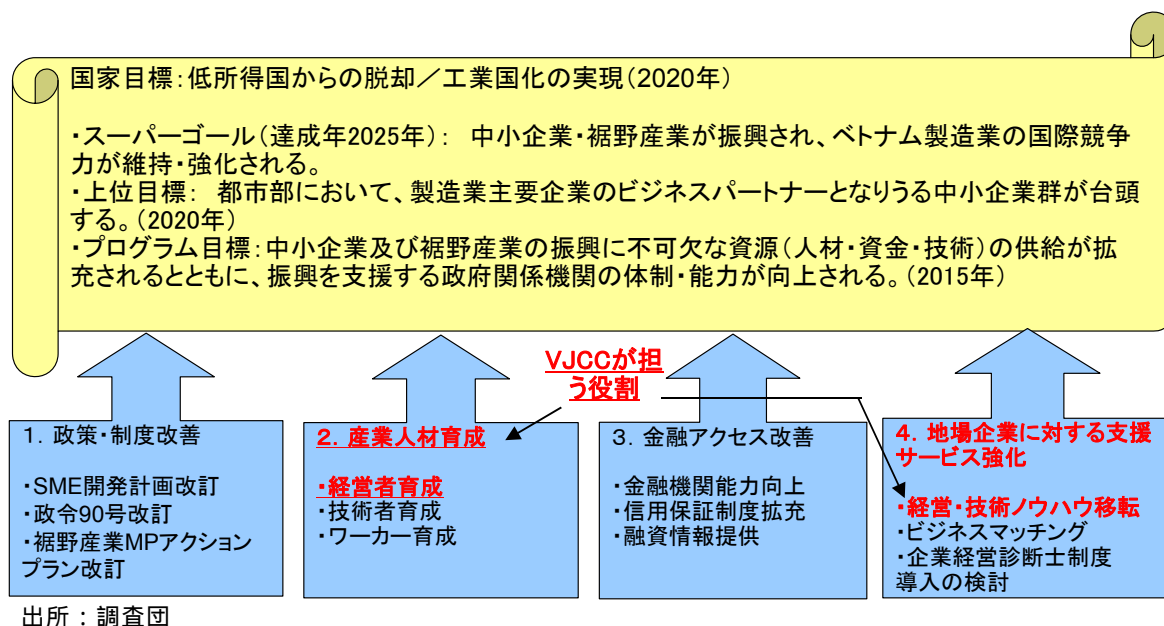 国家目標：低所得国からの脱却／工業国化の実現（2020年）
・スーパーゴール（達成年2025年）： 中小企業・裾野産業が振興され、ベトナム製造業の国際競争
力が維持・強化される。
・上位目標： 都市部において、製造業主要企業のビジネスパートナーとなりうる中小企業群が台頭
する。（2020年）
・プログラム目標：中小企業及び裾野産業の振興に不可欠な資源（人材・資金・技術）の供給が拡
充されるとともに、振興を支援する政府関係機関の体制・能力が向上される。（2015年）
VJCCが担
う役割
1．政策・制度改善
・SME開発計画改訂
・政令90号改訂
・裾野産業MPアクション
プラン改訂
2．産業人材育成
・経営者育成
・技術者育成
・ワーカー育成
3．金融アクセス改善
・金融機関能力向上
・信用保証制度拡充
・融資情報提供
4．地場企業に対する支援
サービス強化
・経営・技術ノウハウ移転
・ビジネスマッチング
・企業経営診断士制度
導入の検討
出所：調査団